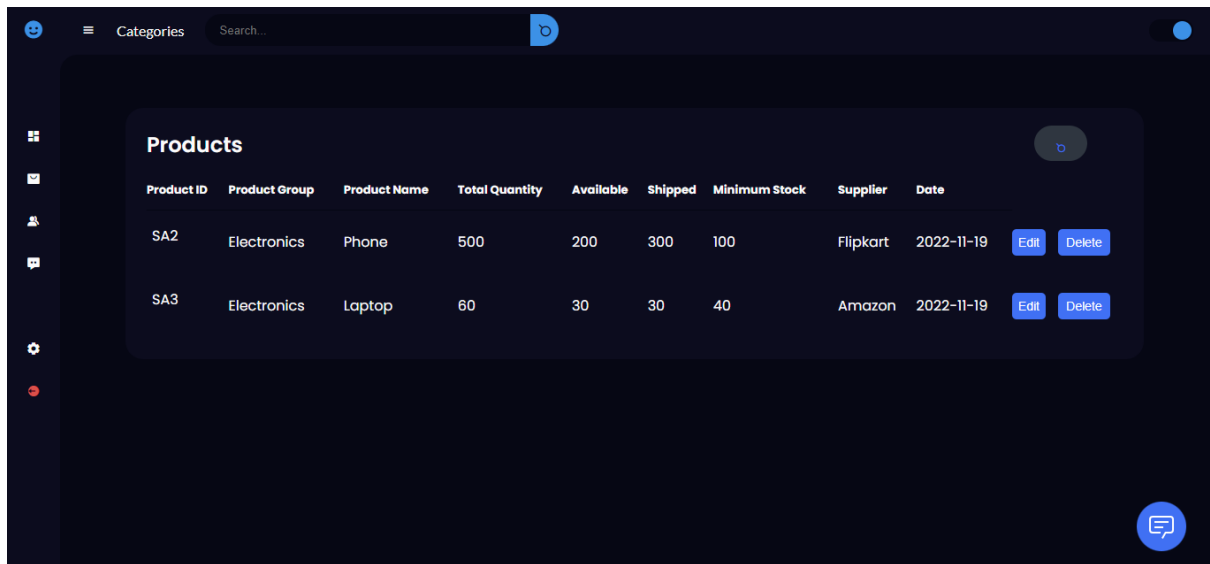 Categories Search...
Products
Product ID Product Group Product Name Total Quantity Available Shipped Minimum Stock Supplier Date
SA2 Electronics Phone 500 200 300 100 Flipkart 2022-11-19 Edit Delete
SA3 Electronics Laptop 60 30 30 40 Amazon 2022-11-19 Edit Delete